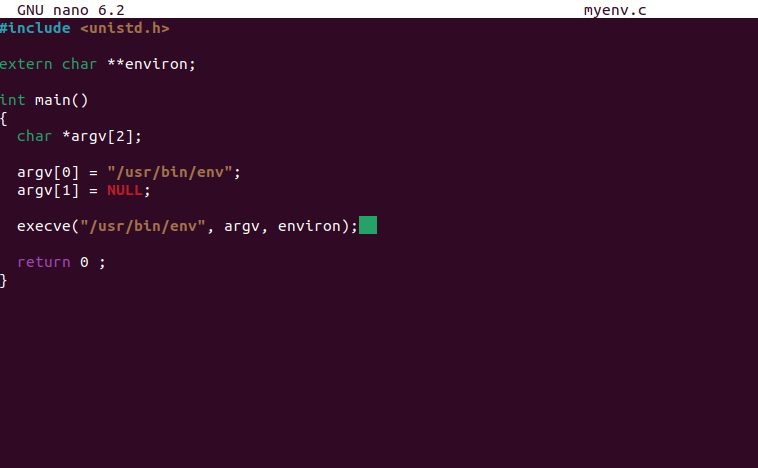 GNU nano 6.2 myenv.c
#include <unistd.h>
extern char **environ;
int main()
{
char *argv[2];
argv[0] = "/usr/bin/env";
argv[1] = NULL;
execve("/usr/bin/env", argv, environ);
return 0 ;
}